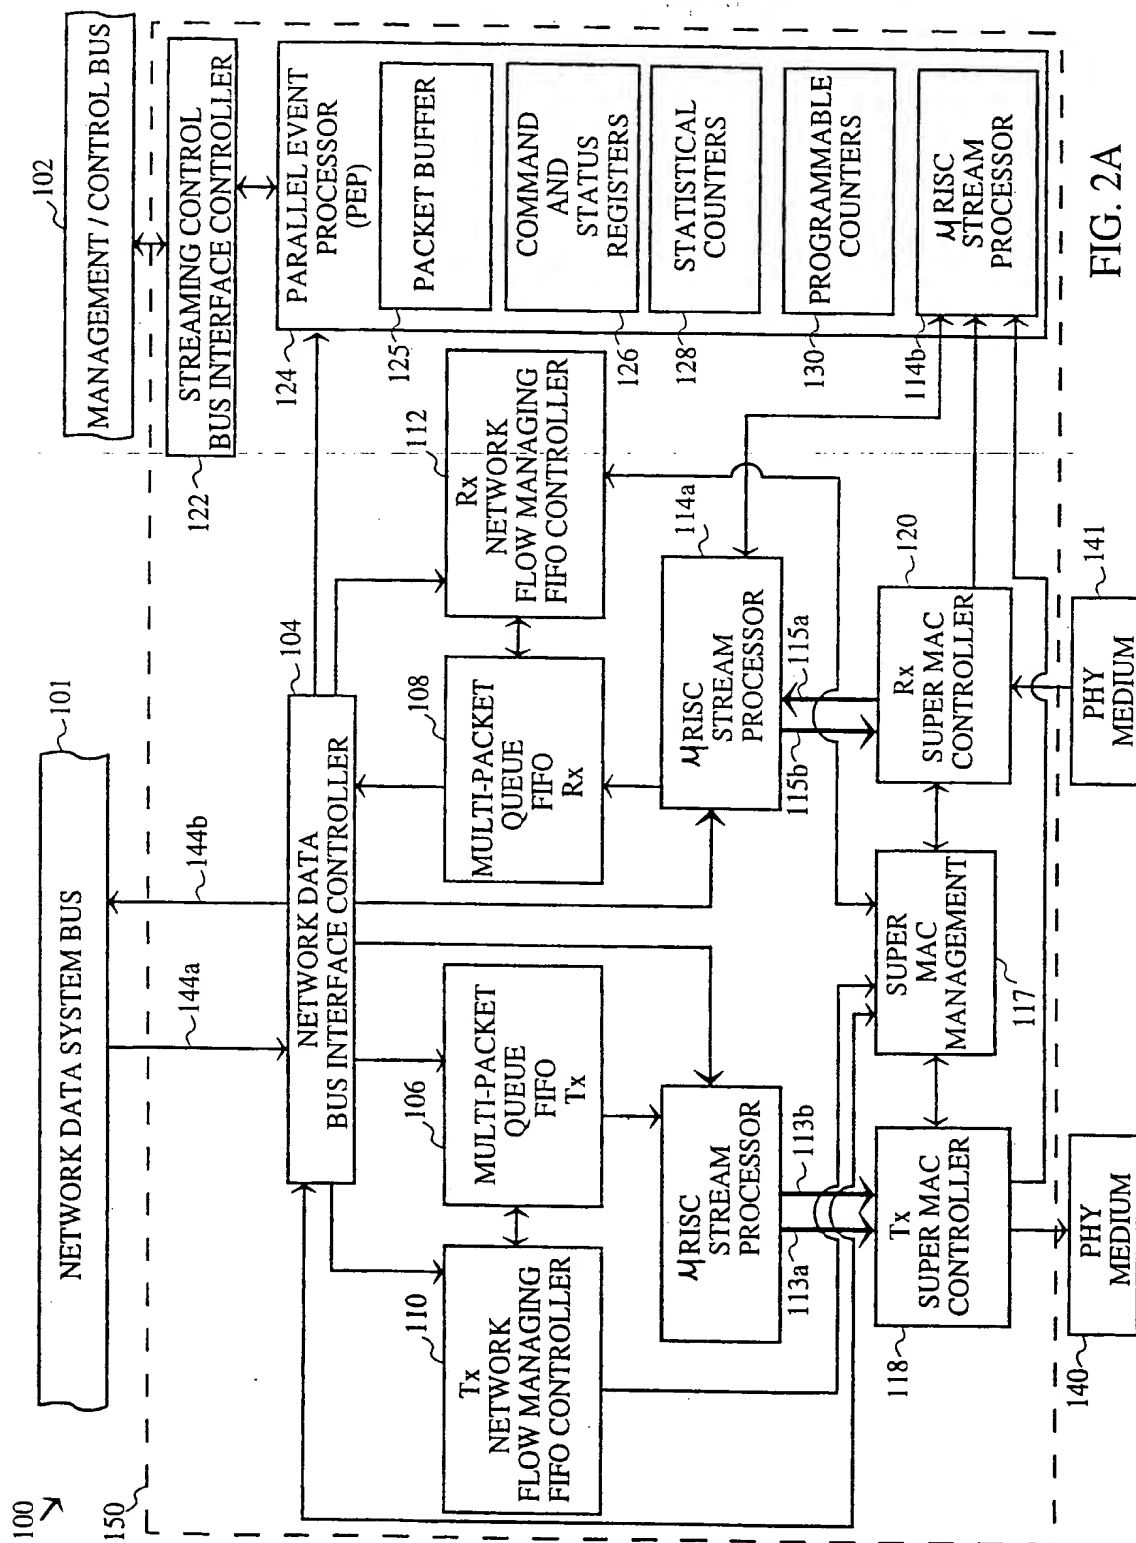 100
150
NETWORK DATA SYSTEM BUS
101
MANAGEMENT / CONTROL BUS
102
144a
144b
STREAMING CONTROL
BUS INTERFACE CONTROLLER
122
NETWORK DATA
BUS INTERFACE CONTROLLER
104
110
Tx
NETWORK
FLOW MANAGING
FIFO CONTROLLER
106
MULTI-PACKET
QUEUE
FIFO
Tx
108
MULTI-PACKET
QUEUE
FIFO
Rx
112
Rx
NETWORK
FLOW MANAGING
FIFO CONTROLLER
124
PARALLEL EVENT
PROCESSOR
(PEP)
125
PACKET BUFFER
126
COMMAND
AND
STATUS
REGISTERS
128
STATISTICAL
COUNTERS
130
PROGRAMMABLE
COUNTERS
114b
μRISC
STREAM
PROCESSOR
μRISC
STREAM
PROCESSOR
113a
113b
114a
μRISC
STREAM
PROCESSOR
115b
115a
118
Tx
SUPER MAC
CONTROLLER
SUPER
MAC
MANAGEMENT
117
120
Rx
SUPER MAC
CONTROLLER
140
PHY
MEDIUM
141
PHY
MEDIUM
FIG. 2A